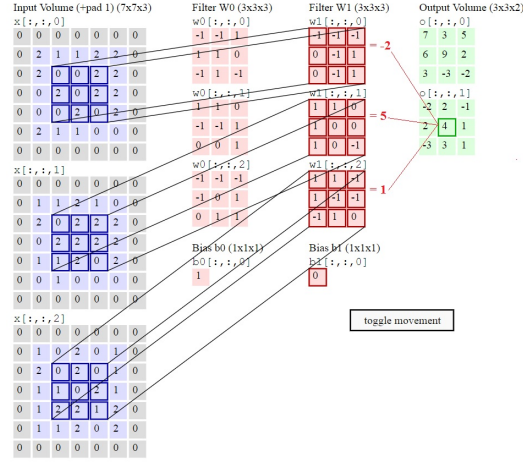 Input Volume (+pad 1) (7x7x3)
x[:,:,0]
0 0 0 0 0 0 0
0 2 1 1 2 2 0
0 2 0 0 2 2 0
0 0 2 0 2 2 0
0 0 0 2 0 2 0
0 2 1 1 0 0 0
0 0 0 0 0 0 0
x[:,:,1]
0 0 0 0 0 0 0
0 1 1 2 1 0 0
0 2 0 2 2 2 0
0 0 2 2 2 2 0
0 1 1 2 0 2 0
0 1 0 0 0 0 0
0 0 0 0 0 0 0
x[:,:,2]
0 0 0 0 0 0 0
0 1 0 2 0 1 0
0 2 0 2 0 1 0
0 1 1 0 2 1 0
0 1 2 2 1 2 0
0 1 1 2 0 2 0
0 0 0 0 0 0 0
Filter W0 (3x3x3)
w0[:,:,0]
-1 -1 1
1 1 0
-1 1 -1
w0[:,:,1]
1 1 0
-1 -1 1
0 0 1
w0[:,:,2]
-1 -1 -1
-1 0 1
0 1 1
Bias b0 (1x1x1)
b0[:,:,0]
1
Filter W1 (3x3x3)
w1[:,:,0]
-1 -1 -1
0 -1 1
0 -1 1
= -2
w1[:,:,1]
1 1 0
1 0 0
1 0 -1
= 5
w1[:,:,2]
1 1 -1
1 -1 -1
-1 1 0
= 1
Bias b1 (1x1x1)
b1[:,:,0]
0
Output Volume (3x3x2)
o[:,:,0]
7 3 5
6 9 2
3 -3 -2
o[:,:,1]
-2 2 -1
2 4 1
-3 3 1
toggle movement